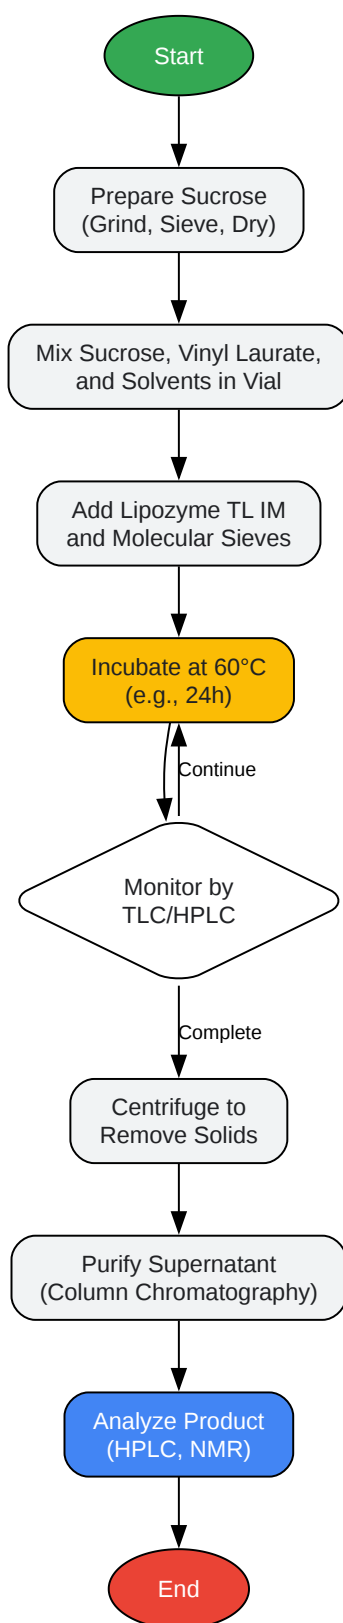 Start
Prepare Sucrose
(Grind, Sieve, Dry)
Mix Sucrose, Vinyl Laurate,
and Solvents in Vial
Add Lipozyme TL IM
and Molecular Sieves
Incubate at 60°C
(e.g., 24h)
Continue
Monitor by
TLC/HPLC
Complete
Centrifuge to
Remove Solids
Purify Supernatant
(Column Chromatography)
Analyze Product
(HPLC, NMR)
End